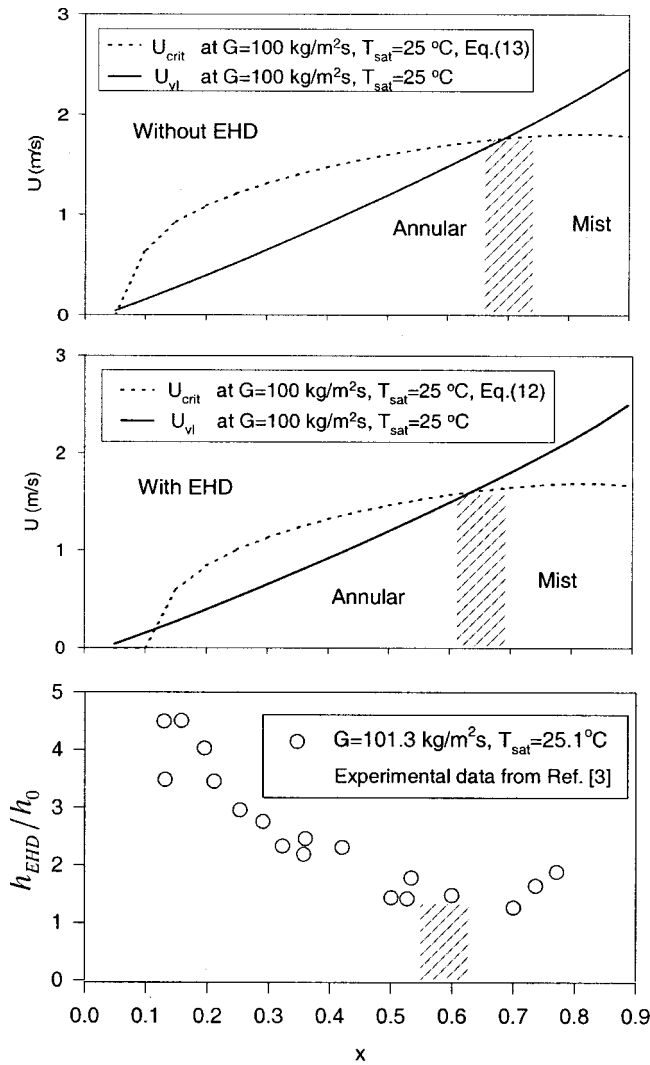 3
U_crit at G=100 kg/m²s, T_sat=25 ºC, Eq.(13)
U_vl at G=100 kg/m²s, T_sat=25 ºC
2
Without EHD
U (m/s)
1
Annular
Mist
0
3
U_crit at G=100 kg/m²s, T_sat=25 ºC, Eq.(12)
U_vl at G=100 kg/m²s, T_sat=25 ºC
2
With EHD
U (m/s)
1
Annular
Mist
0
5
G=101.3 kg/m²s, T_sat=25.1°C
4
Experimental data from Ref. [3]
3
h_EHD/h_0
2
1
0
0.0 0.1 0.2 0.3 0.4 0.5 0.6 0.7 0.8 0.9
x